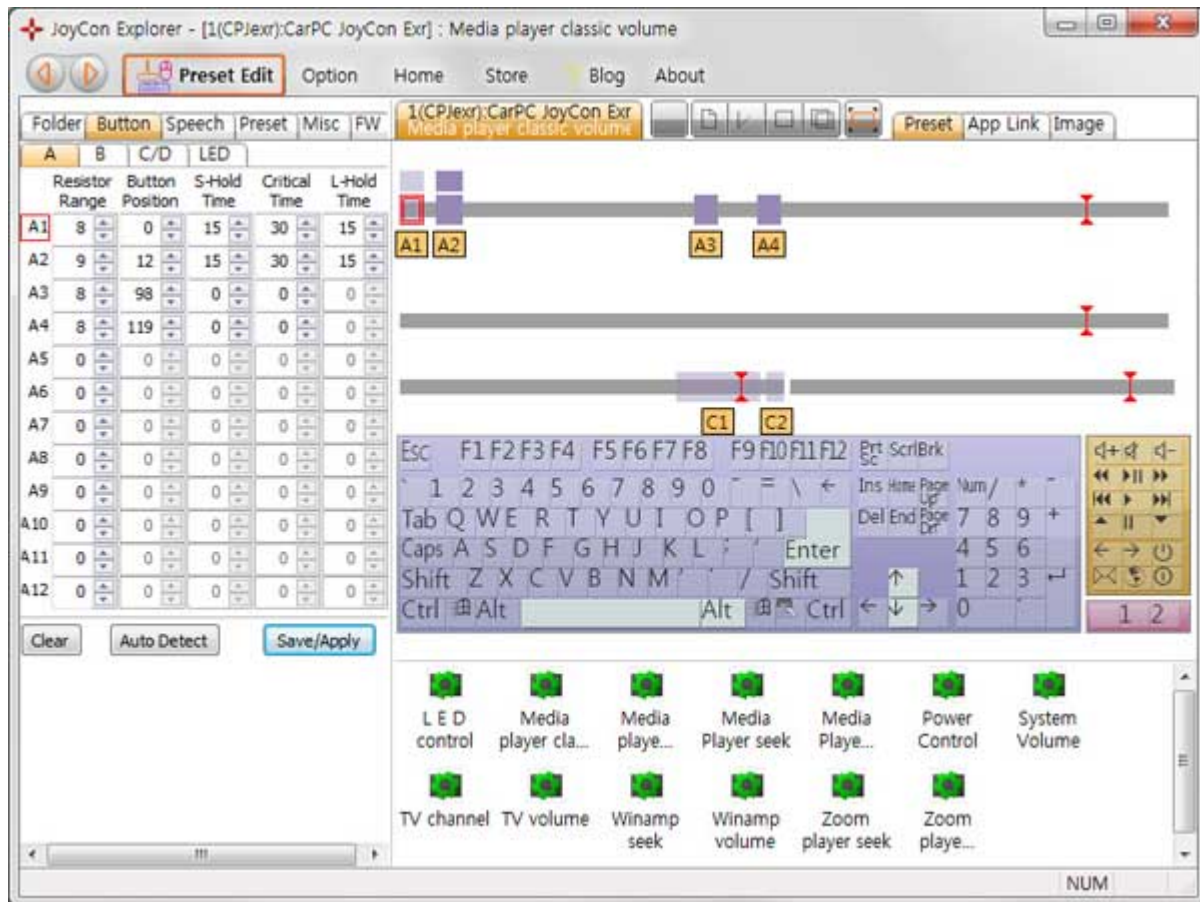 JoyCon Explorer - [1(CPJexr):CarPC JoyCon Exr] : Media player classic volume
Preset Edit Option Home Store Blog About
Folder Button Speech Preset Misc FW
1(CPJexr):CarPC JoyCon Exr
Media player classic volume
Preset App Link Image
A B C/D LED
Resistor Range Button Position S-Hold Time Critical Time L-Hold Time
A1 8 0 15 30 15
A2 9 12 15 30 15
A3 8 98 0 0 0
A4 8 119 0 0 0
A5 0 0 0 0 0
A6 0 0 0 0 0
A7 0 0 0 0 0
A8 0 0 0 0 0
A9 0 0 0 0 0
A10 0 0 0 0 0
A11 0 0 0 0 0
A12 0 0 0 0 0
Clear Auto Detect Save/Apply
A1 A2 A3 A4
C1 C2
Esc F1 F2 F3 F4 F5 F6 F7 F8 F9 F10 F11 F12 Prt Sc Scrl Brk
` 1 2 3 4 5 6 7 8 9 0 - = \ ← Ins Home Page Up Num / * -
Tab Q W E R T Y U I O P [ ] Del End Page Dn 7 8 9 +
Caps A S D F G H J K L ; ' Enter 4 5 6
Shift Z X C V B N M / Shift ↑ 1 2 3
Ctrl Alt Alt Ctrl ← ↓ → 0
1 2
LED control
Media player cla...
Media playe...
Media Player seek
Media Playe...
Power Control
System Volume
TV channel
TV volume
Winamp seek
Winamp volume
Zoom player seek
Zoom playe...
NUM